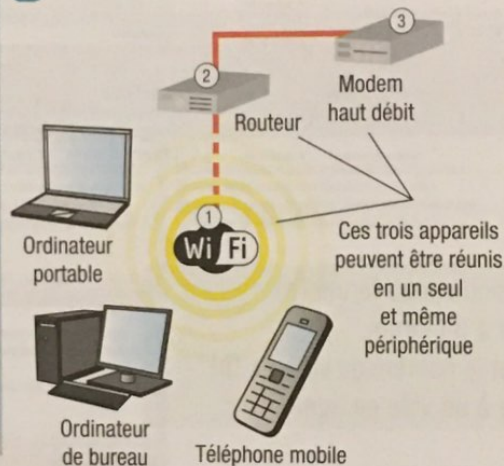 3
2
Modem
haut débit
Routeur
1
Wi Fi
Ordinateur
portable
Ces trois appareils
peuvent être réunis
en un seul
et même
périphérique
Ordinateur
de bureau
Téléphone mobile